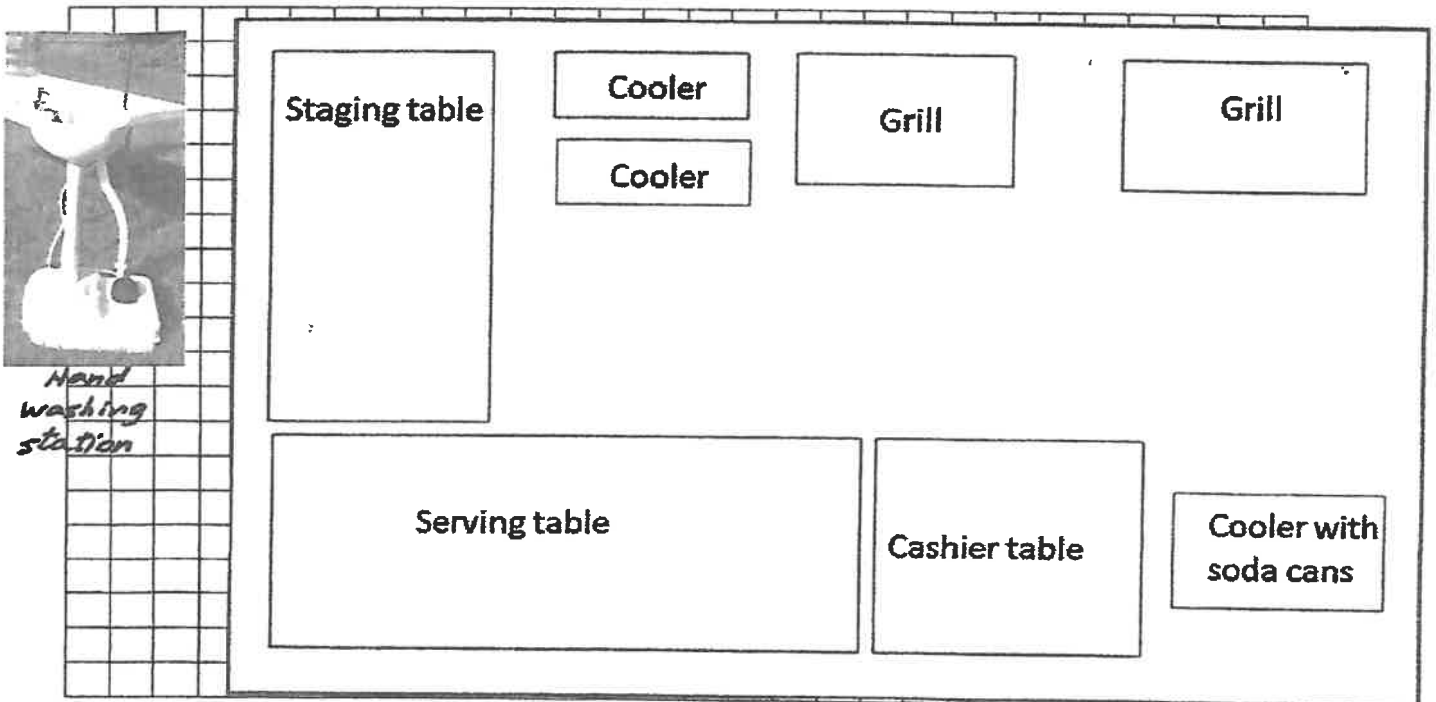 Staging table
Cooler
Cooler
Grill
Grill
Hand
washing
station
Serving table
Cashier table
Cooler with
soda cans